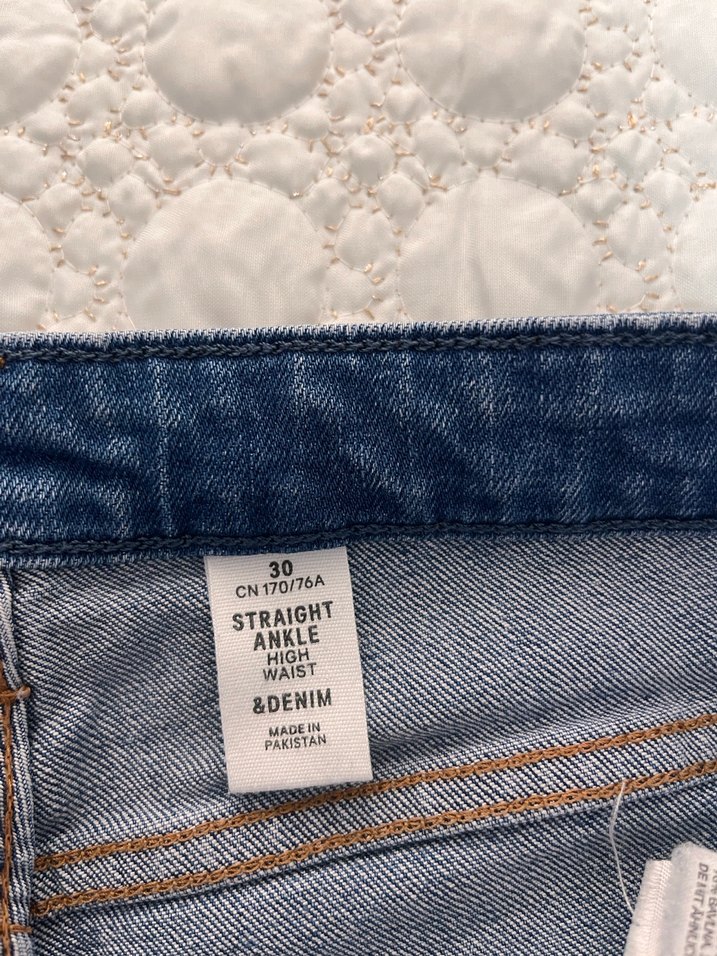 30
CN 170/76A
STRAIGHT
ANKLE
HIGH
WAIST
&DENIM
MADE IN
PAKISTAN